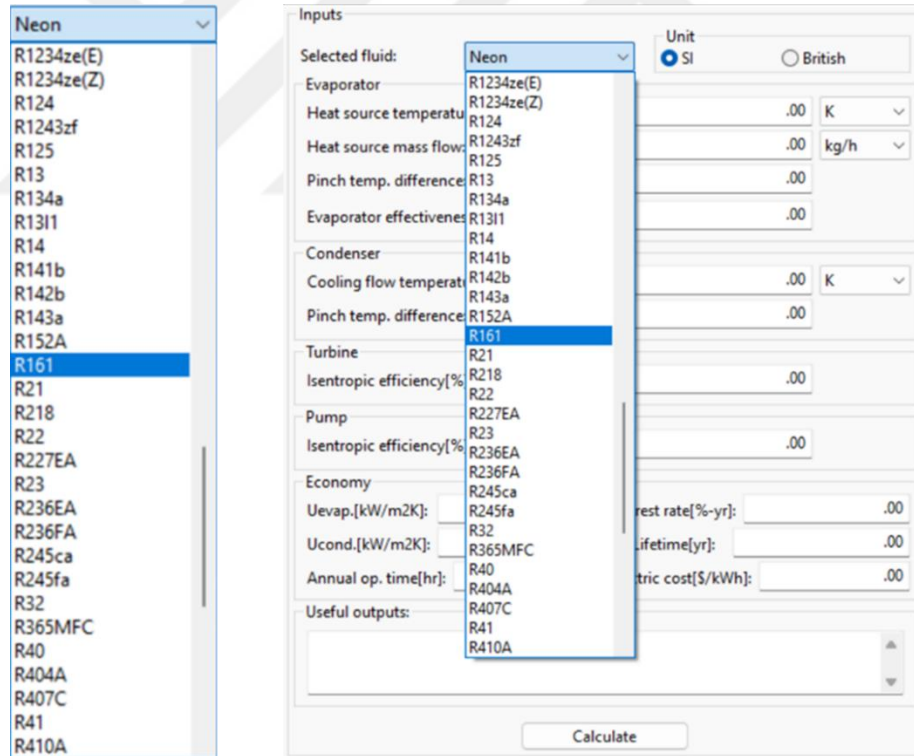 Neon
R1234ze(E)
R1234ze(Z)
R124
R1243zf
R125
R13
R134a
R13I1
R14
R141b
R142b
R143a
R152A
R161
R21
R218
R22
R227EA
R23
R236EA
R236FA
R245ca
R245fa
R32
R365MFC
R40
R404A
R407C
R41
R410A
Inputs
Selected fluid:
Neon
Unit
SI
British
R1234ze(E)
R1234ze(Z)
R124
R1243zf
R125
R13
R134a
R13I1
R14
R141b
R142b
R143a
R152A
R161
R21
R218
R22
R227EA
R23
R236EA
R236FA
R245ca
R245fa
R32
R365MFC
R40
R404A
R407C
R41
R410A
Evaporator
Heat source temperatu .00 K
Heat source mass flow: .00 kg/h
Pinch temp. difference .00
Evaporator effectivenes .00
Condenser
Cooling flow temperatu .00 K
Pinch temp. difference .00
Turbine
Isentropic efficiency[% .00
Pump
Isentropic efficiency[% .00
Economy
Uevap.[kW/m2K]: rest rate[%-yr]: .00
Ucond.[kW/m2K]: Lifetime[yr]: .00
Annual op. time[hr]: tric cost[$/kWh]: .00
Useful outputs:
Calculate